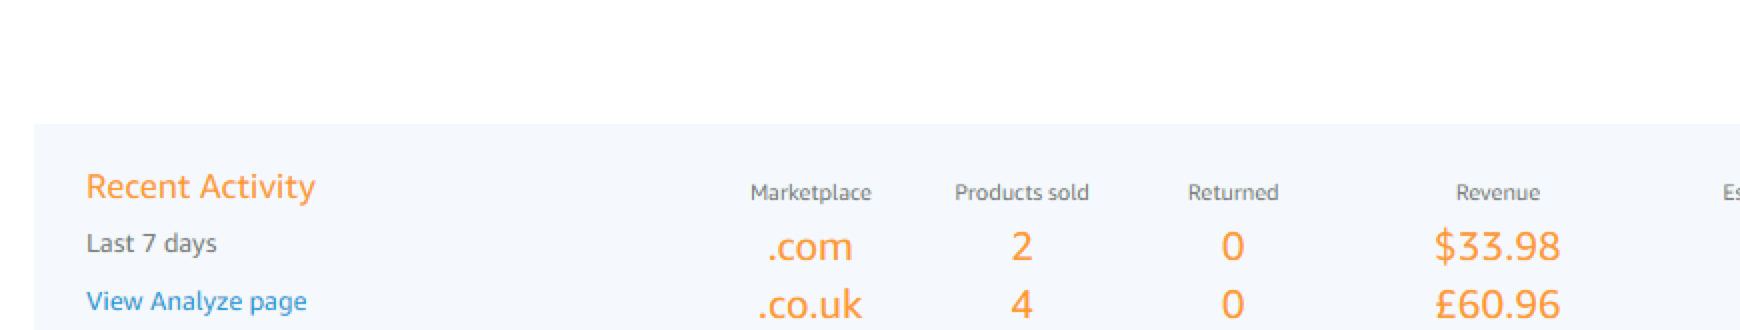 Recent Activity Marketplace Products sold Returned Revenue
Last 7 days .com 2 0 $33.98
View Analyze page .co.uk 4 0 £60.96